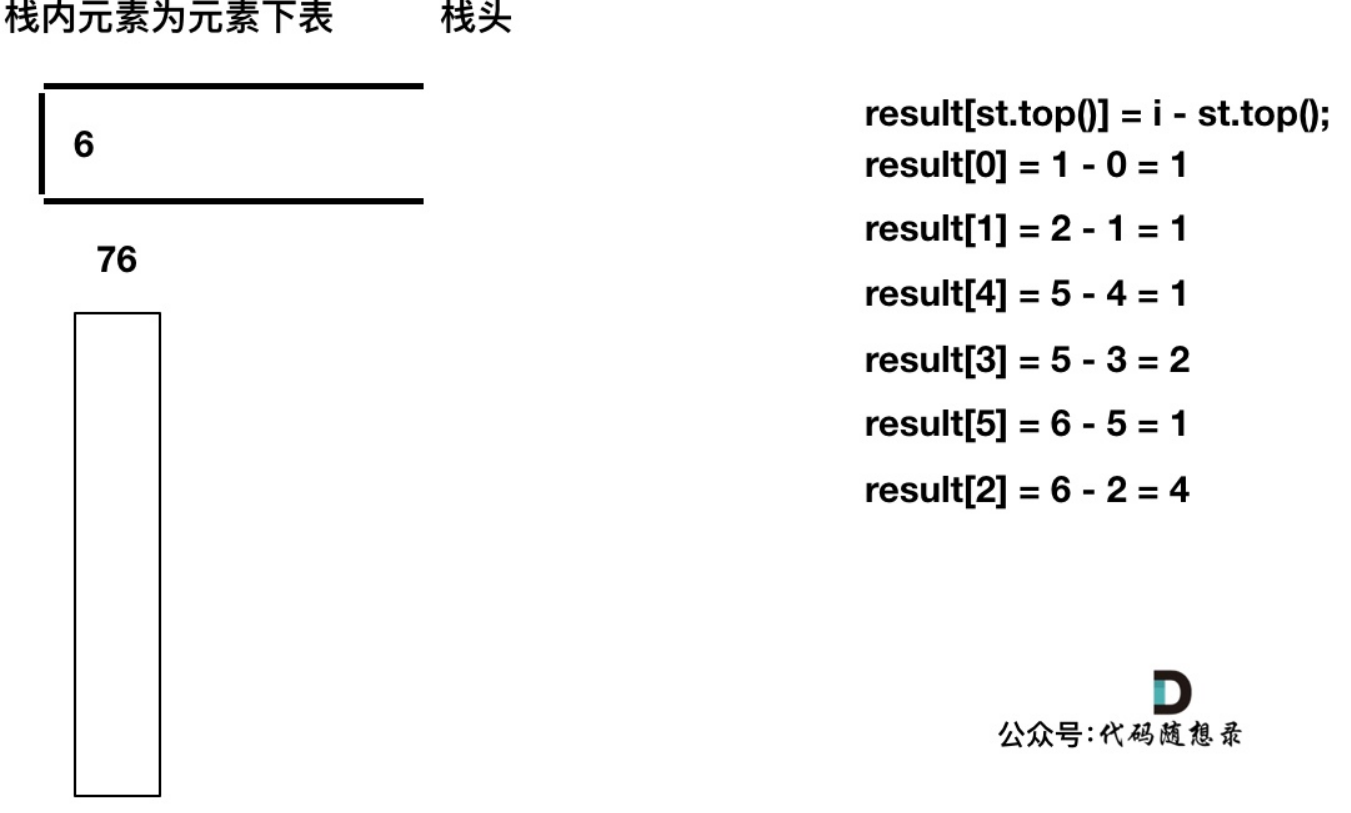 栈内元素为元素下表 栈头
6
76
result[st.top()] = i - st.top();
result[0] = 1 - 0 = 1
result[1] = 2 - 1 = 1
result[4] = 5 - 4 = 1
result[3] = 5 - 3 = 2
result[5] = 6 - 5 = 1
result[2] = 6 - 2 = 4
公众号:代码随想录